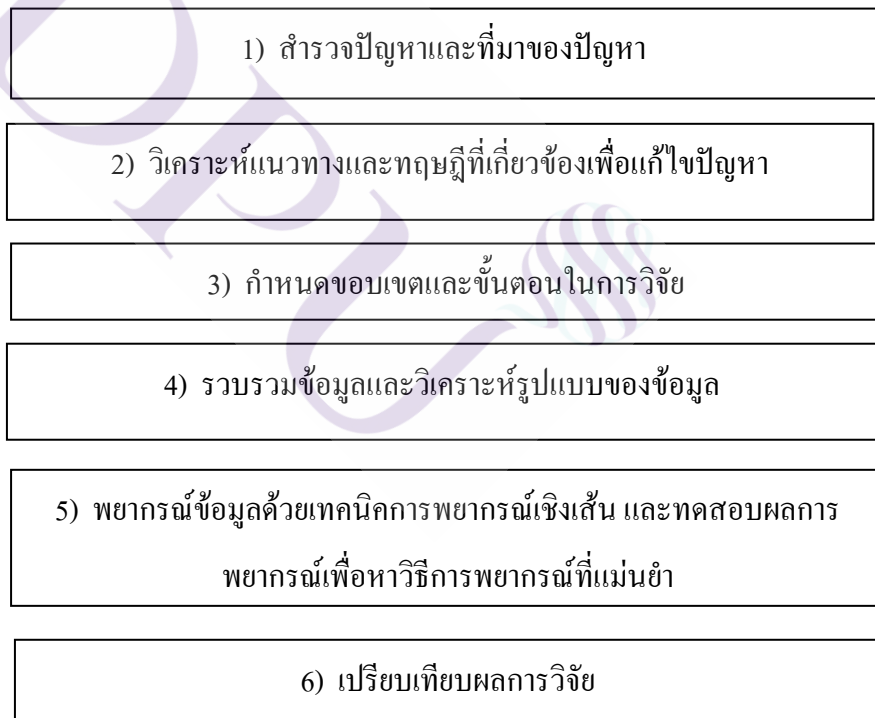 1) สำรวจปัญหาและที่มาของปัญหา
2) วิเคราะห์แนวทางและทฤษฎีที่เกี่ยวข้องเพื่อแก้ไขปัญหา
3) กำหนดขอบเขตและขั้นตอนในการวิจัย
4) รวบรวมข้อมูลและวิเคราะห์รูปแบบของข้อมูล
5) พยากรณ์ข้อมูลด้วยเทคนิคการพยากรณ์เชิงเส้น และทดสอบผลการ
พยากรณ์เพื่อหาวิธีการพยากรณ์ที่แม่นยำ
6) เปรียบเทียบผลการวิจัย
DPU